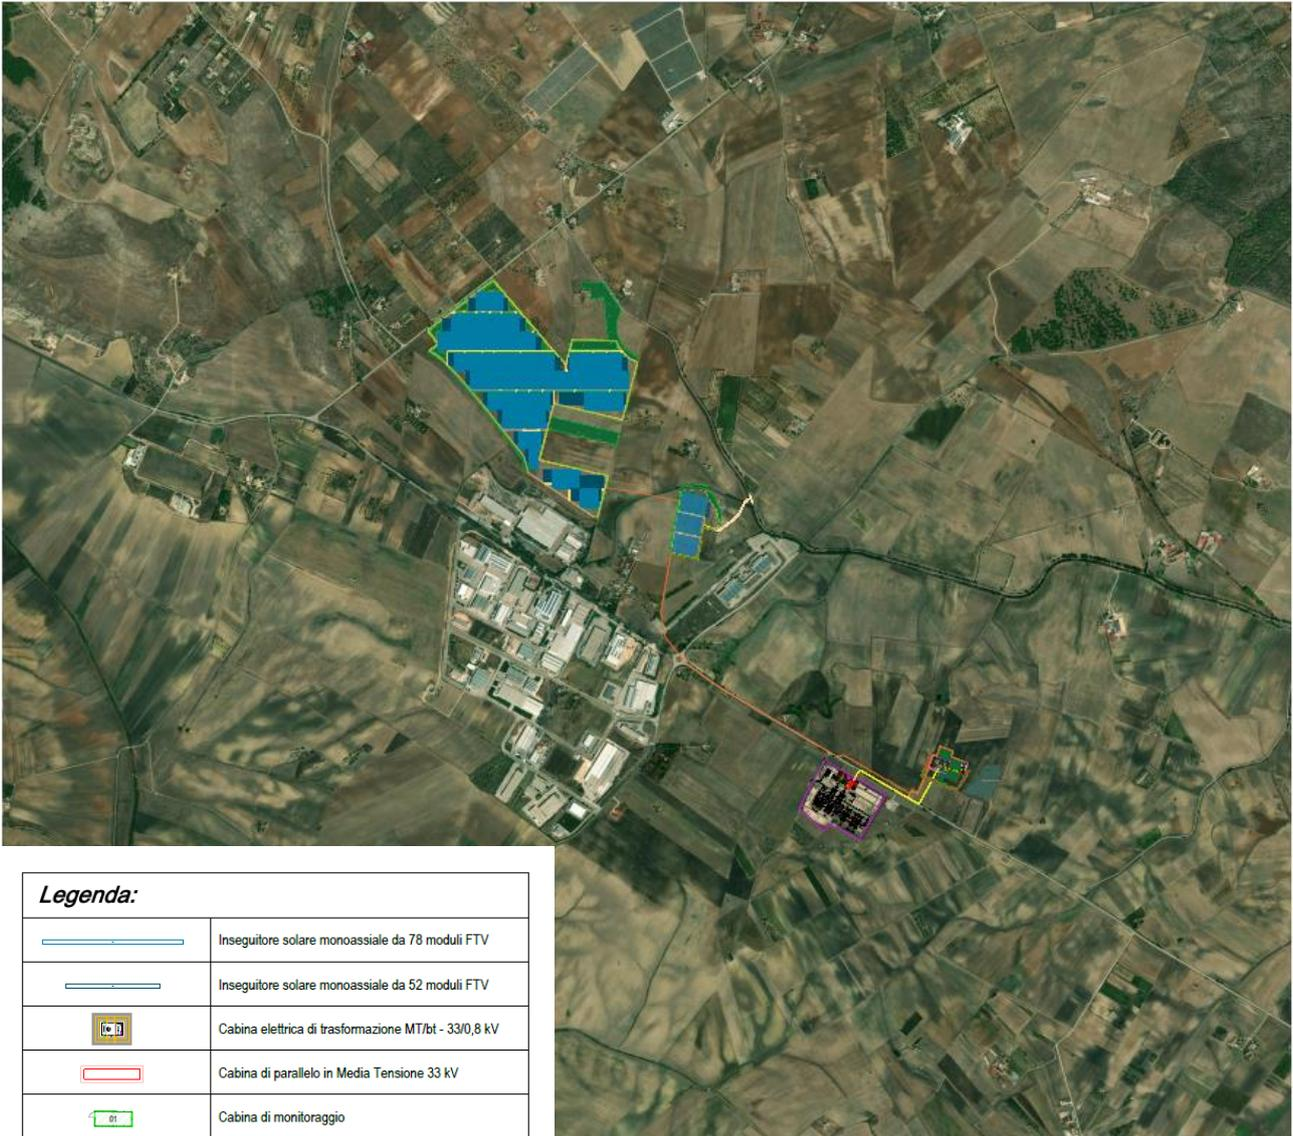 Legenda:
Inseguitore solare monoassiale da 78 moduli FTV
Inseguitore solare monoassiale da 52 moduli FTV
Cabina elettrica di trasformazione MT/bt - 33/0,8 kV
Cabina di parallelo in Media Tensione 33 kV
01
Cabina di monitoraggio